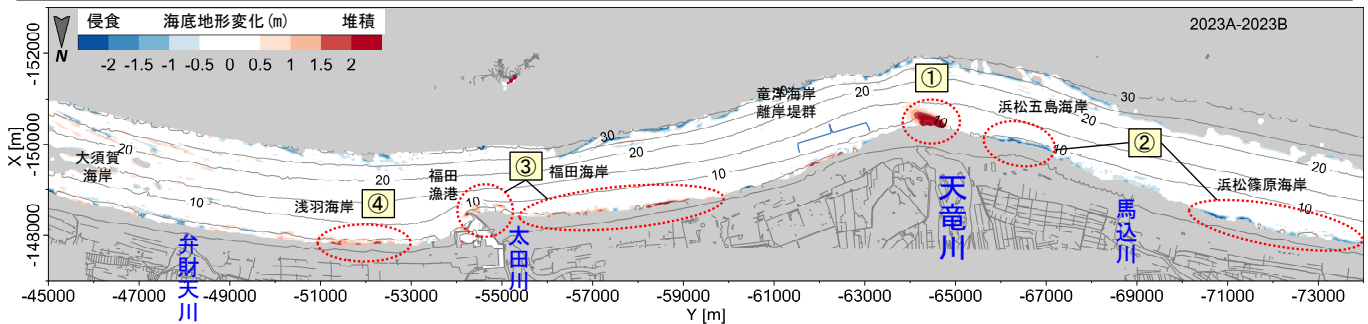 侵食 海底地形変化(m) 堆積
-2 -1.5 -1 -0.5 0 0.5 1 1.5 2
N
2023A-2023B
X [m]
-152000
-150000
-148000
①
竜洋海岸
離岸堤群
浜松五島海岸
②
浜松篠原海岸
③
福田海岸
福田
漁港
大須賀
海岸
浅羽海岸
④
20
10
20
10
30
20
10
20
10
30
20
10
20
10
弁財天川
太田川
天竜川
馬込川
-45000 -47000 -49000 -51000 -53000 -55000 -57000 -59000 -61000 -63000 -65000 -67000 -69000 -71000 -73000
Y [m]